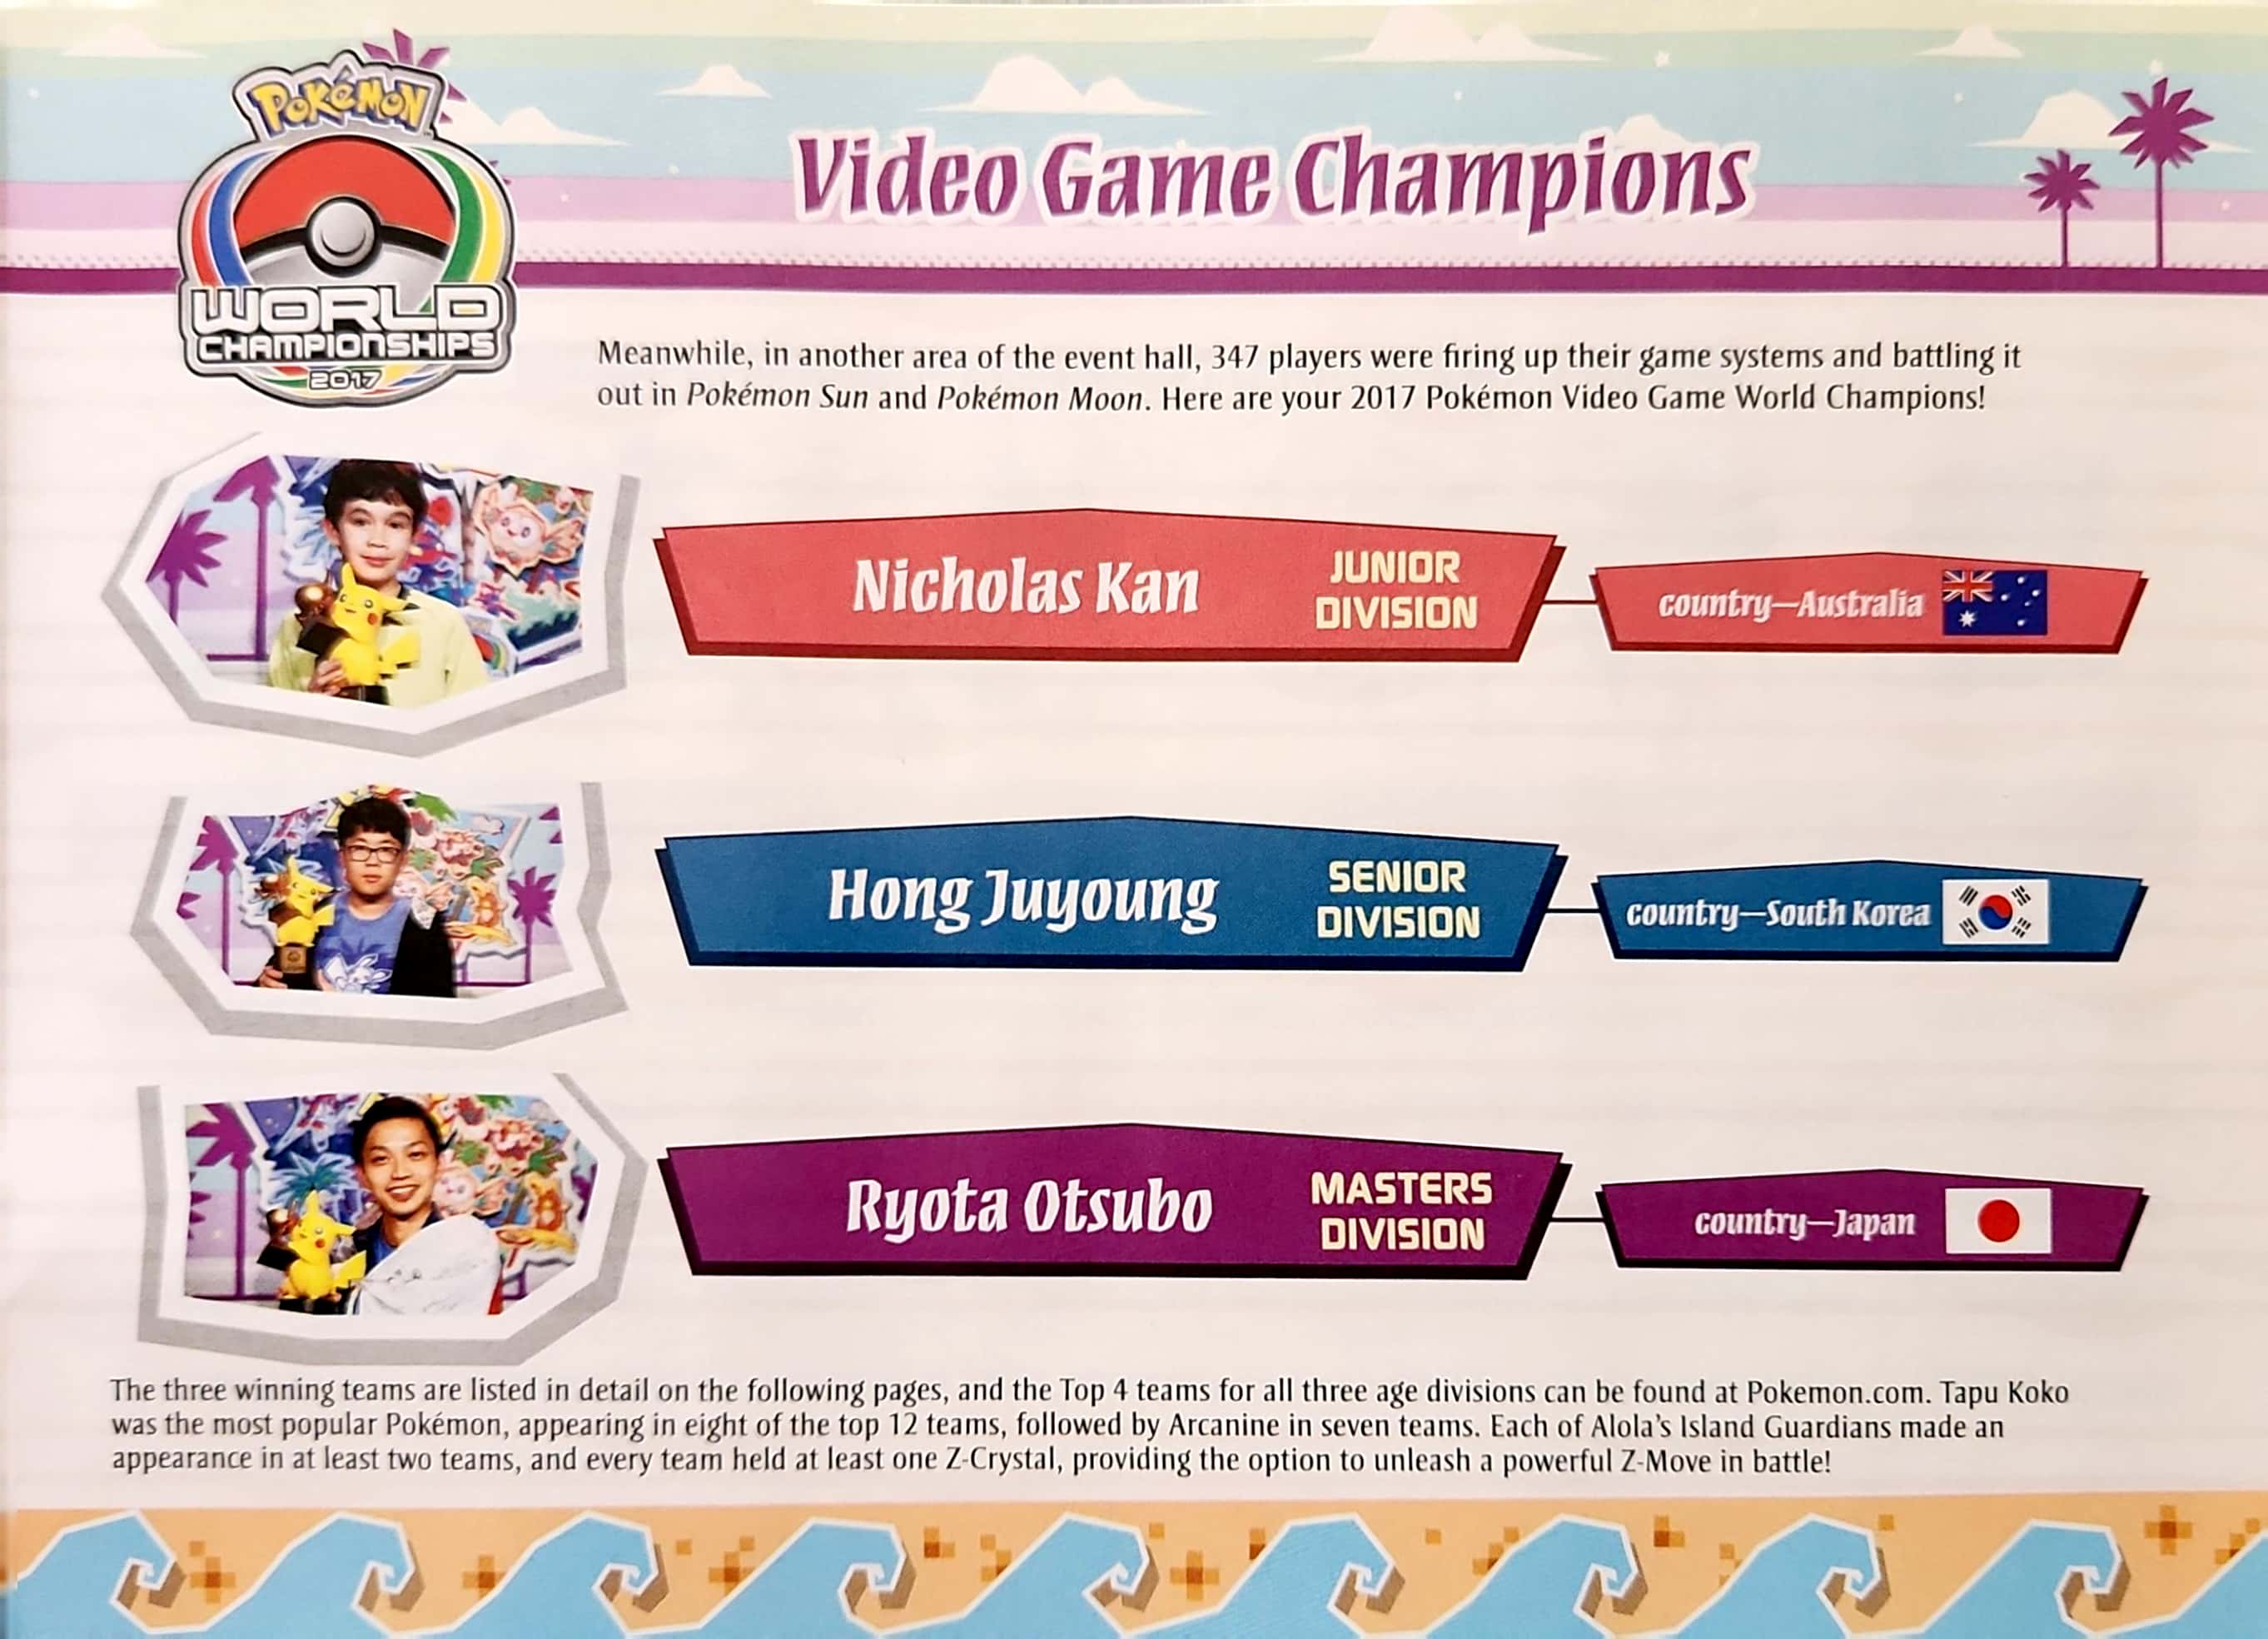 Pokémon
WORLD
CHAMPIONSHIPS
2017
Video Game Champions
Meanwhile, in another area of the event hall, 347 players were firing up their game systems and battling it
out in Pokémon Sun and Pokémon Moon. Here are your 2017 Pokémon Video Game World Champions!
Nicholas Kan
JUNIOR
DIVISION
country—Australia
Hong Juyoung
SENIOR
DIVISION
country—South Korea
Ryota Otsubo
MASTERS
DIVISION
country—Japan
The three winning teams are listed in detail on the following pages, and the Top 4 teams for all three age divisions can be found at Pokemon.com. Tapu Koko
was the most popular Pokémon, appearing in eight of the top 12 teams, followed by Arcanine in seven teams. Each of Alola's Island Guardians made an
appearance in at least two teams, and every team held at least one Z-Crystal, providing the option to unleash a powerful Z-Move in battle!